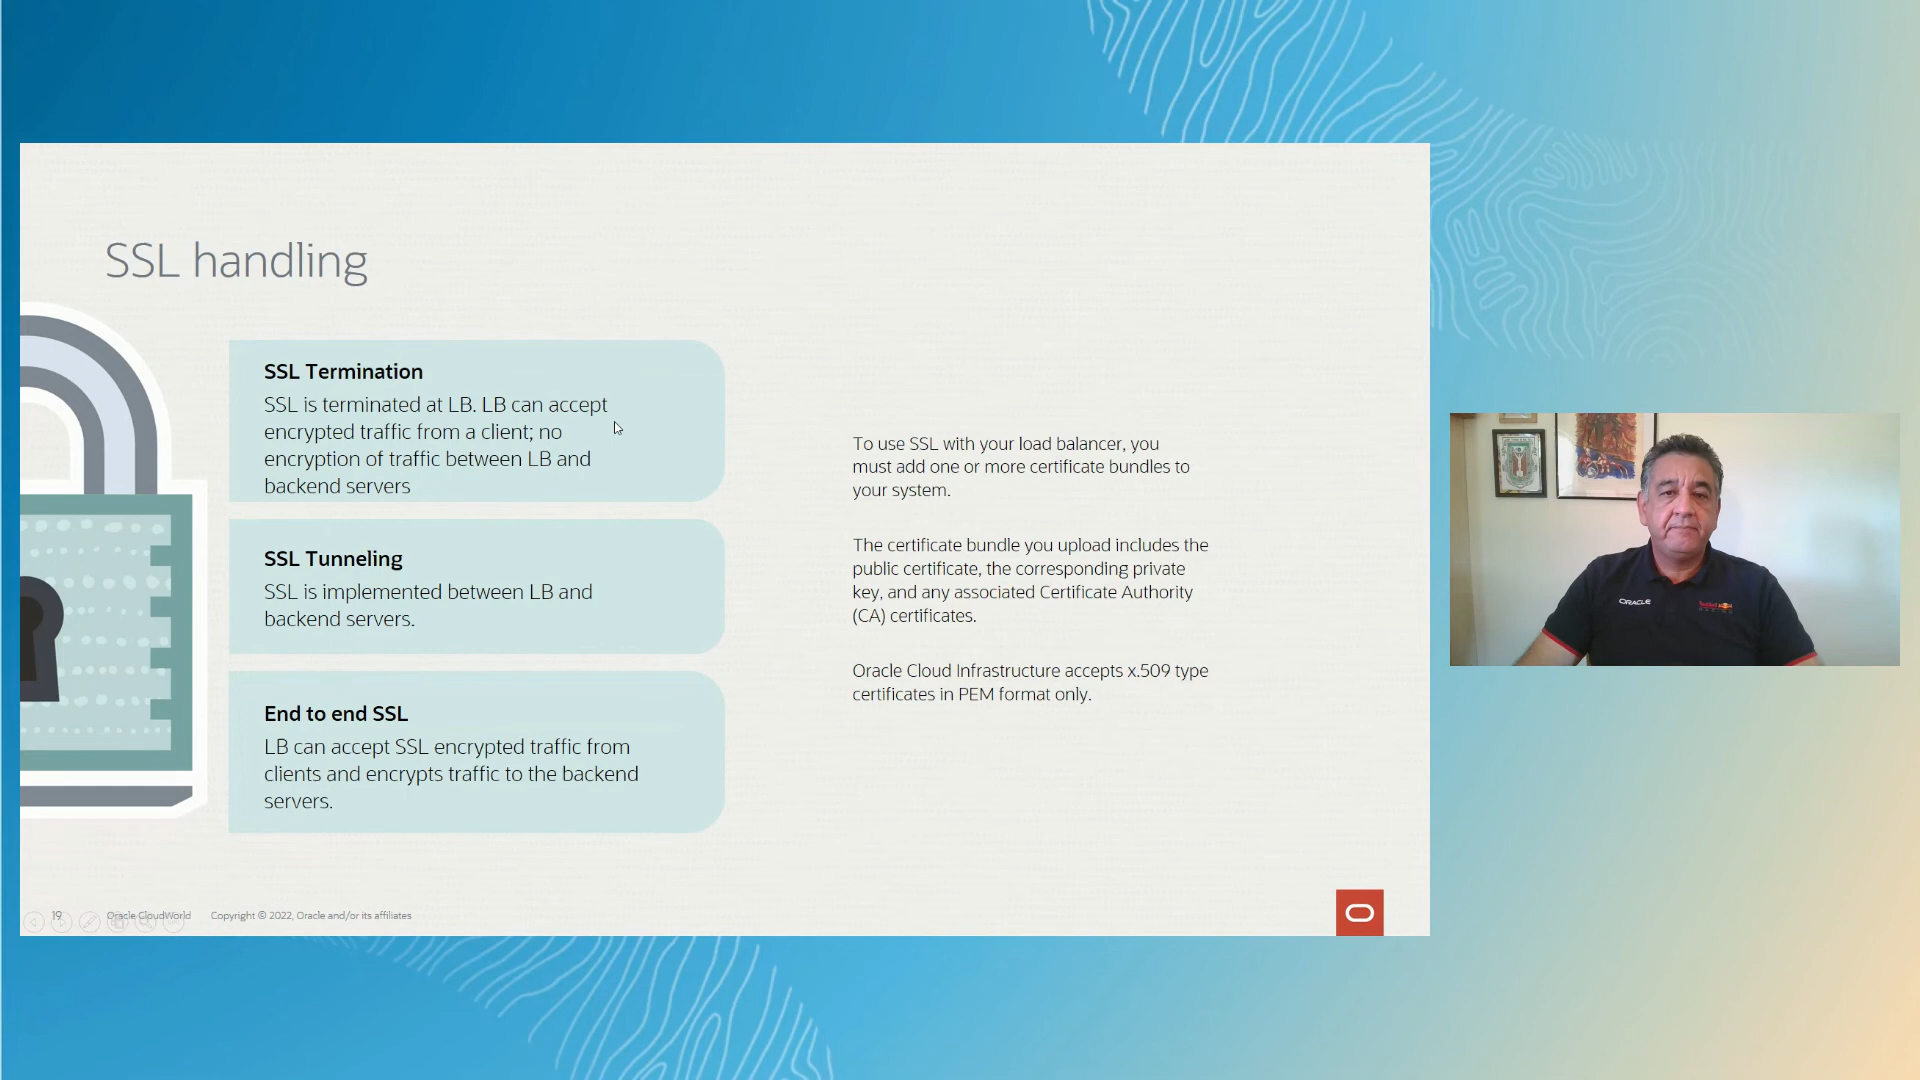 SSL handling
SSL Termination
SSL is terminated at LB. LB can accept
encrypted traffic from a client; no
encryption of traffic between LB and
backend servers
SSL Tunneling
SSL is implemented between LB and
backend servers.
End to end SSL
LB can accept SSL encrypted traffic from
clients and encrypts traffic to the backend
servers.
To use SSL with your load balancer, you
must add one or more certificate bundles to
your system.
The certificate bundle you upload includes the
public certificate, the corresponding private
key, and any associated Certificate Authority
(CA) certificates.
Oracle Cloud Infrastructure accepts x.509 type
certificates in PEM format only.
ORACLE
19 Oracle CloudWorld Copyright © 2022, Oracle and/or its affiliates